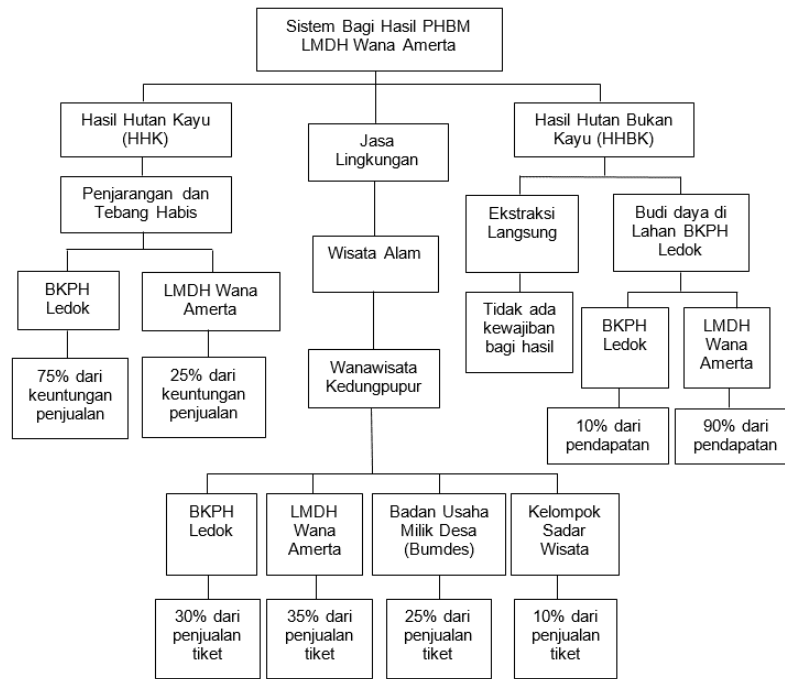 Sistem Bagi Hasil PHBM
LMDH Wana Amerta
Hasil Hutan Kayu
(HHK)
Jasa
Lingkungan
Hasil Hutan Bukan
Kayu (HHBK)
Penjarangan dan
Tebang Habis
Ekstraksi
Langsung
Budi daya di
Lahan BKPH
Ledok
Wisata Alam
BKPH
Ledok
LMDH Wana
Amerta
Tidak ada
kewajiban
bagi hasil
BKPH
Ledok
LMDH
Wana
Amerta
Wanawisata
Kedungpupur
75% dari
keuntungan
penjualan
25% dari
keuntungan
penjualan
10% dari
pendapatan
90% dari
pendapatan
BKPH
Ledok
LMDH
Wana
Amerta
Badan Usaha
Milik Desa
(Bumdes)
Kelompok
Sadar
Wisata
30% dari
penjualan
tiket
35% dari
penjualan
tiket
25% dari
penjualan
tiket
10% dari
penjualan
tiket